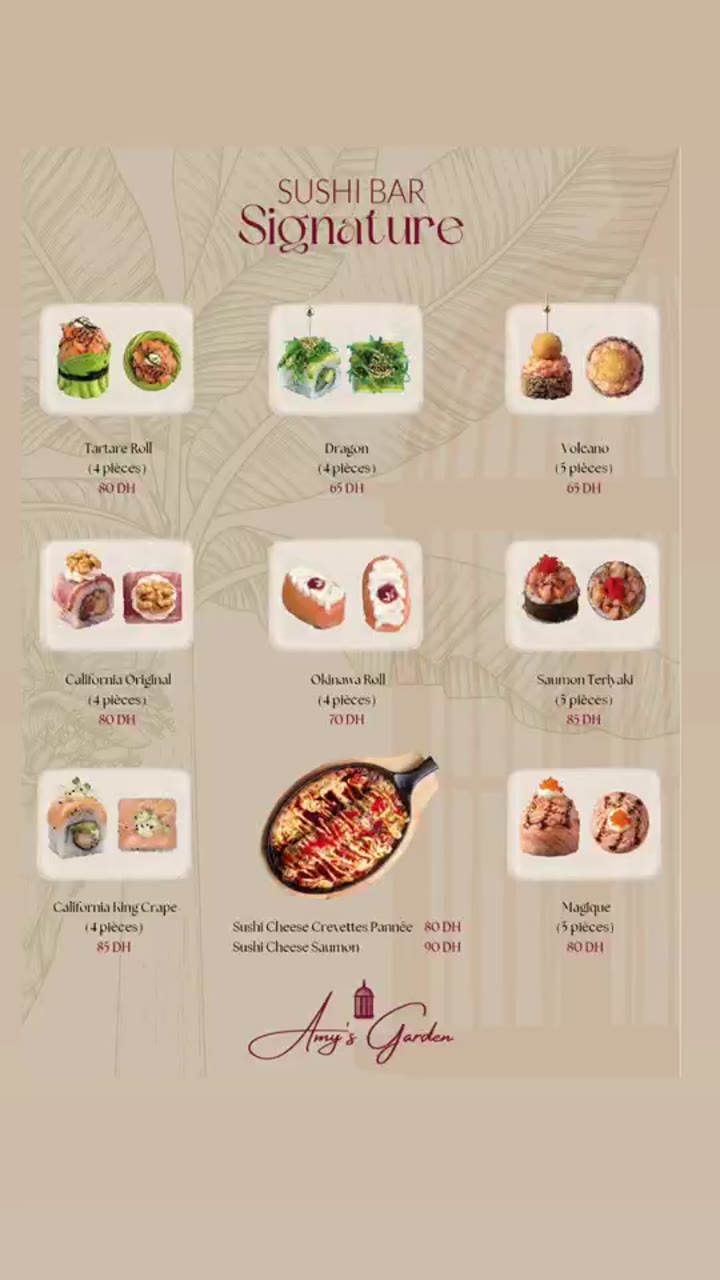 SUSHI BAR
Signature
Tartare Roll
(4 pièces)
80 DH
Dragon
(4 pièces)
65 DH
Volcano
(5 pièces)
65 DH
California Original
(4 pièces)
80 DH
Okinawa Roll
(4 pièces)
70 DH
Saumon Teriyaki
(5 pièces)
85 DH
California King Crape
(4 pièces)
85 DH
Sushi Cheese Crevettes Pannée 80 DH
Sushi Cheese Saumon 90 DH
Magique
(5 pièces)
80 DH
Amy's Garden